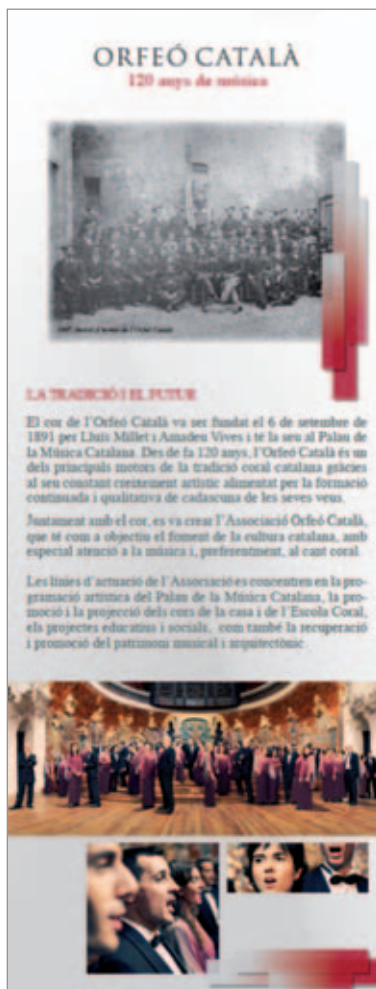 ORFEÓ CATALÀ
120 anys de música
LA TRADICIÓ I EL FUTUR
El cor de l'Orfeó Català va ser fundat el 6 de setembre de
1891 per Lluís Millet i Amadeu Vives i té la seu al Palau de
la Música Catalana. Des de fa 120 anys, l'Orfeó Català és un
dels principals motors de la tradició coral catalana gràcies
al seu constant creixement artístic alimentat per la formació
continuada i qualitativa de cadascuna de les seves veus.
Juntament amb el cor, es va crear l'Associació Orfeó Català,
que té com a objectiu el foment de la cultura catalana, amb
especial atenció a la música i, preferentment, al cant coral.
Les línies d'actuació de l'Associació es concentren en la pro-
gramació artística del Palau de la Música Catalana, la pro-
moció i la projecció dels cors de la casa i de l'Escola Coral,
els projectes educatius i socials, com també la recuperació
i promoció del patrimoni musical i arquitectònic.